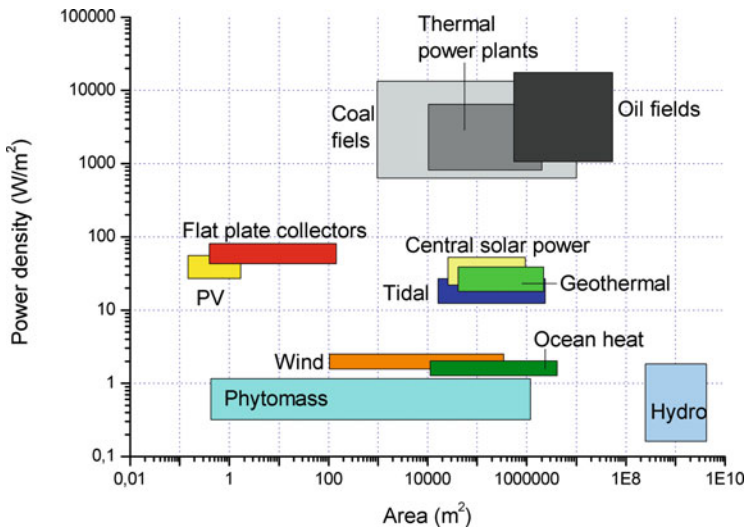 100000
10000
1000
100
10
1
0,1
Power density (W/m²)
Thermal
power plants
Coal
fiels
Oil fields
Flat plate collectors
PV
Central solar power
Tidal
Geothermal
Ocean heat
Wind
Phytomass
Hydro
0,01
1
100
10000
1000000
1E8
1E10
Area (m²)